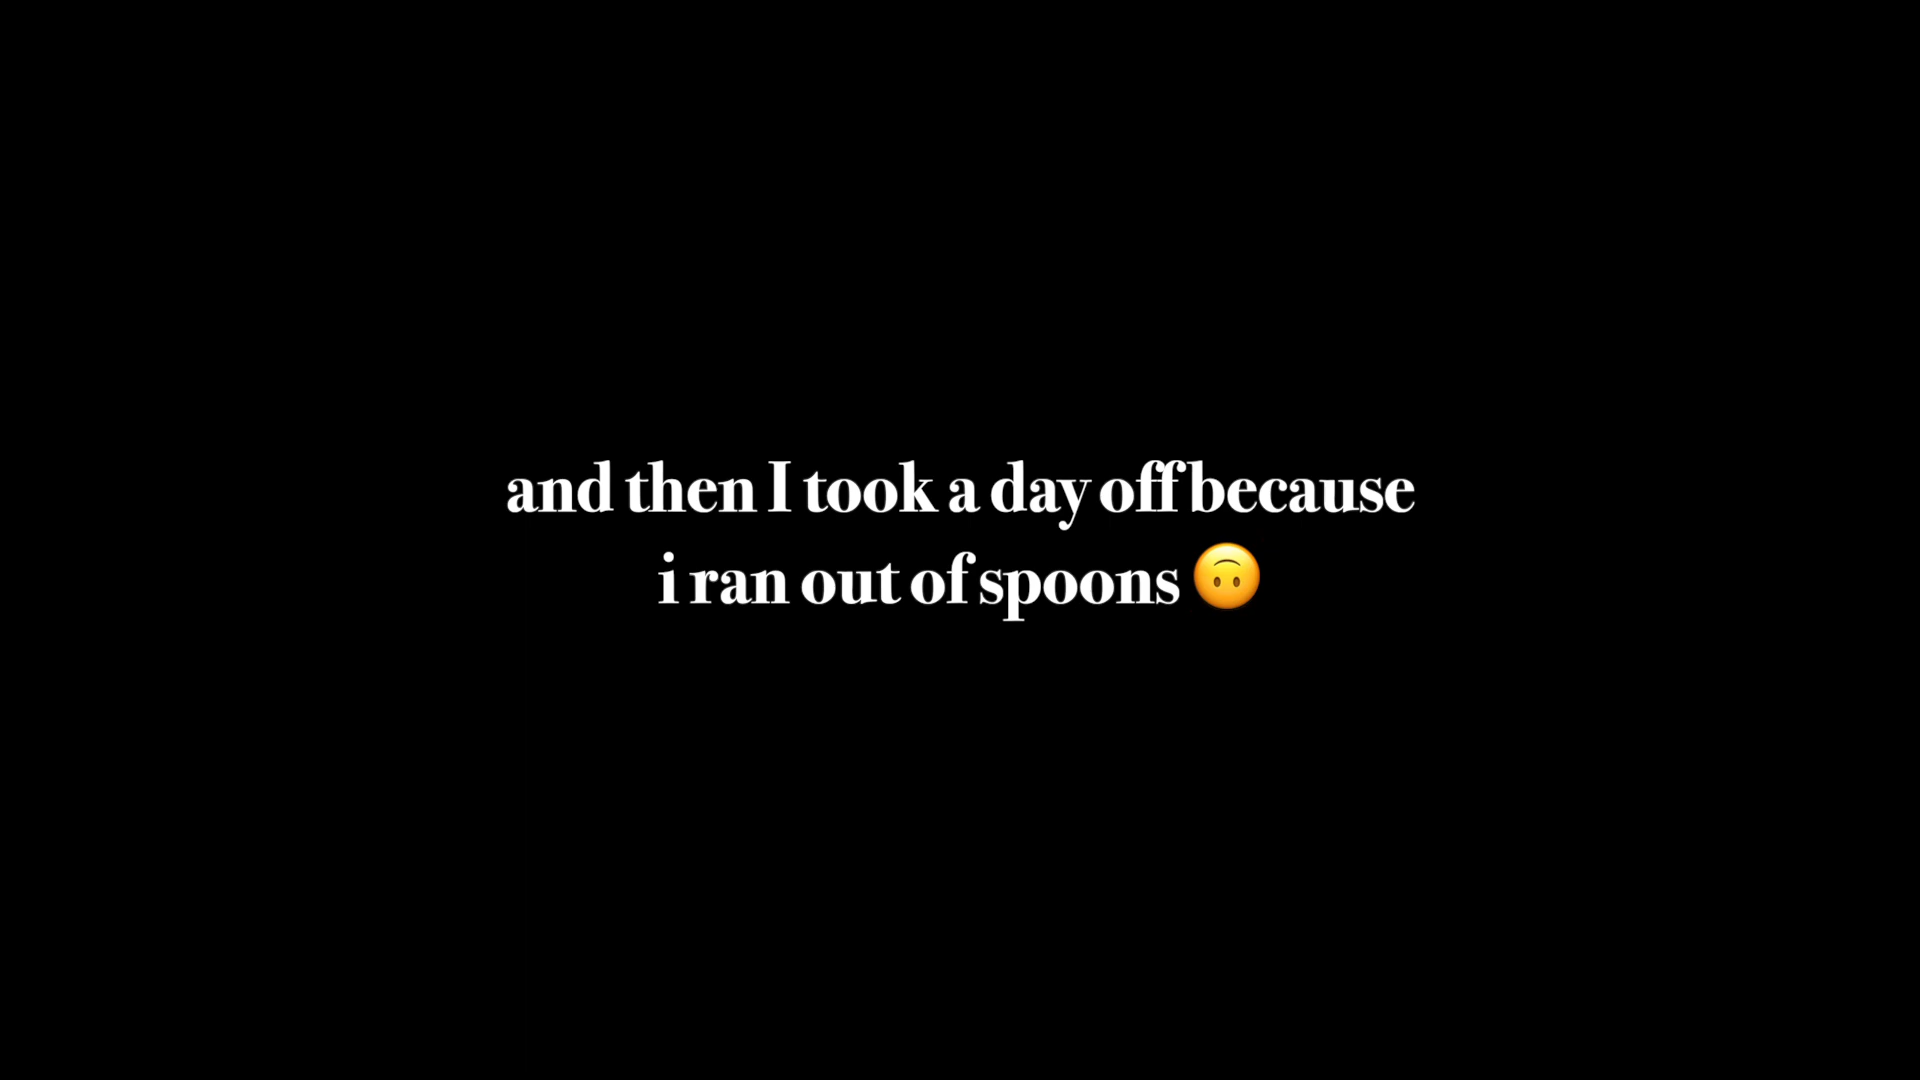 and then I took a day off because
i ran out of spoons 🙃